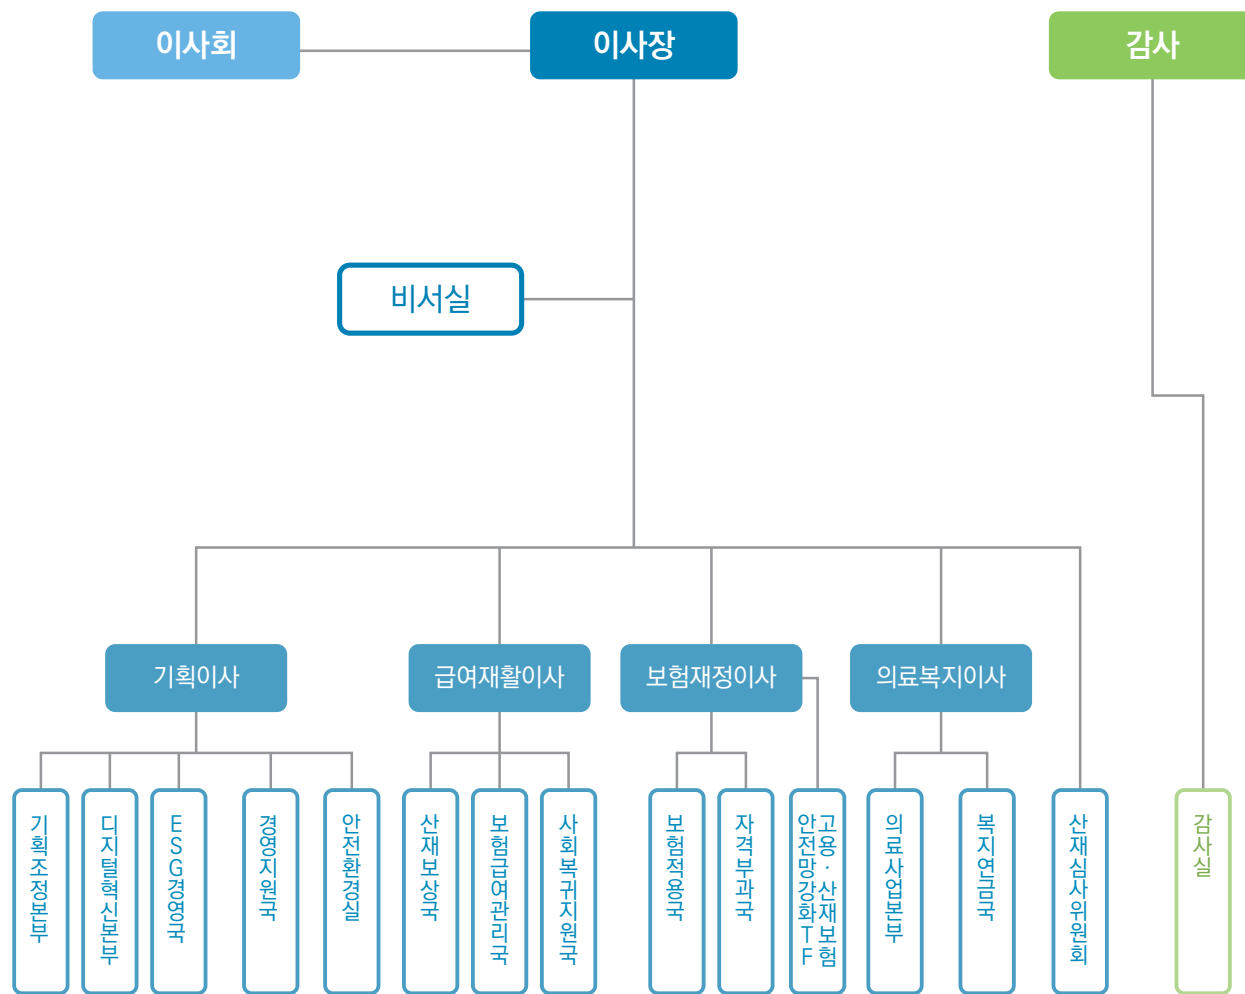 이사회
이사장
감사
비서실
기획이사
급여재활이사
보험재정이사
의료복지이사
기획조정본부
디지털혁신본부
ESG경영국
경영지원국
안전환경실
산재보상국
보험급여관리국
사회복귀지원국
보험적용국
자격부과국
고용·산재보험
안전망강화TF
의료사업본부
복지연금국
산재심사위원회
감사실